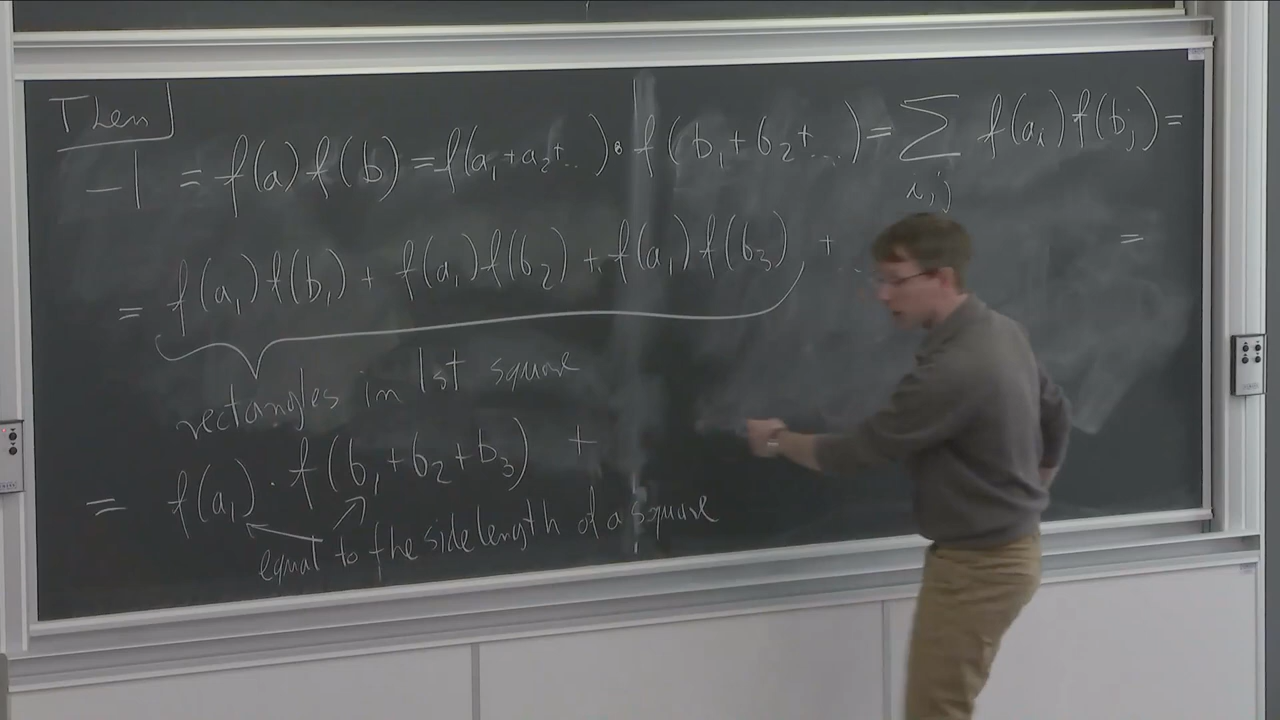 Then
-1 = f(a) f(b) = f(a₁+a₂+...)∘f(b₁+b₂+...) = ∑ f(aᵢ) f(bⱼ) =
i,j
= f(a₁)f(b₁) + f(a₁)f(b₂) + f(a₁)f(b₃) + ... =
rectangles in 1st square
= f(a₁) · f(b₁+b₂+b₃) +
equal to the sidelength of a square